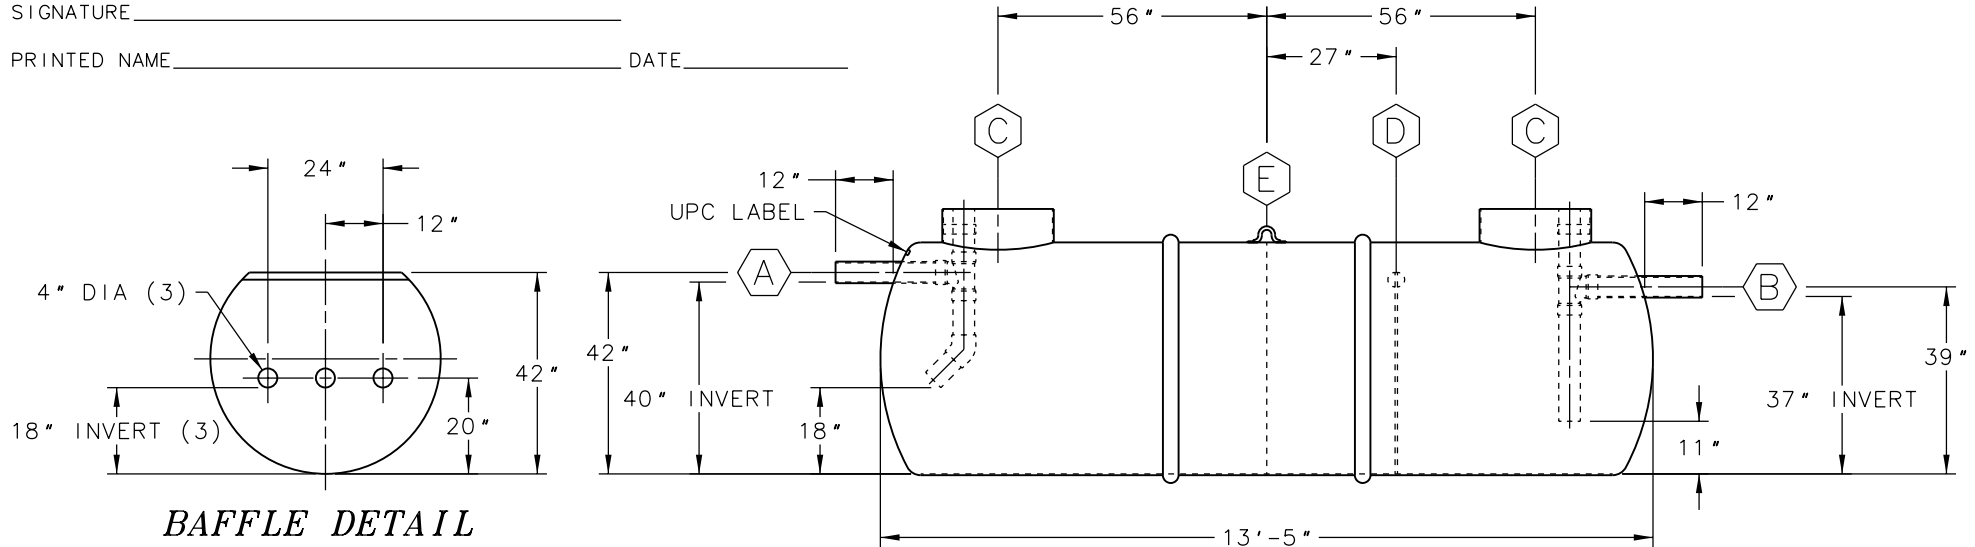 SIGNATURE
PRINTED NAME DATE
56" 56"
27"
C D C
E
24"
12"
12"
UPC LABEL
12"
A
B
4" DIA (3)
42"
42"
39"
40" INVERT
37" INVERT
18" INVERT (3)
20"
18"
11"
BAFFLE DETAIL
13'-5"